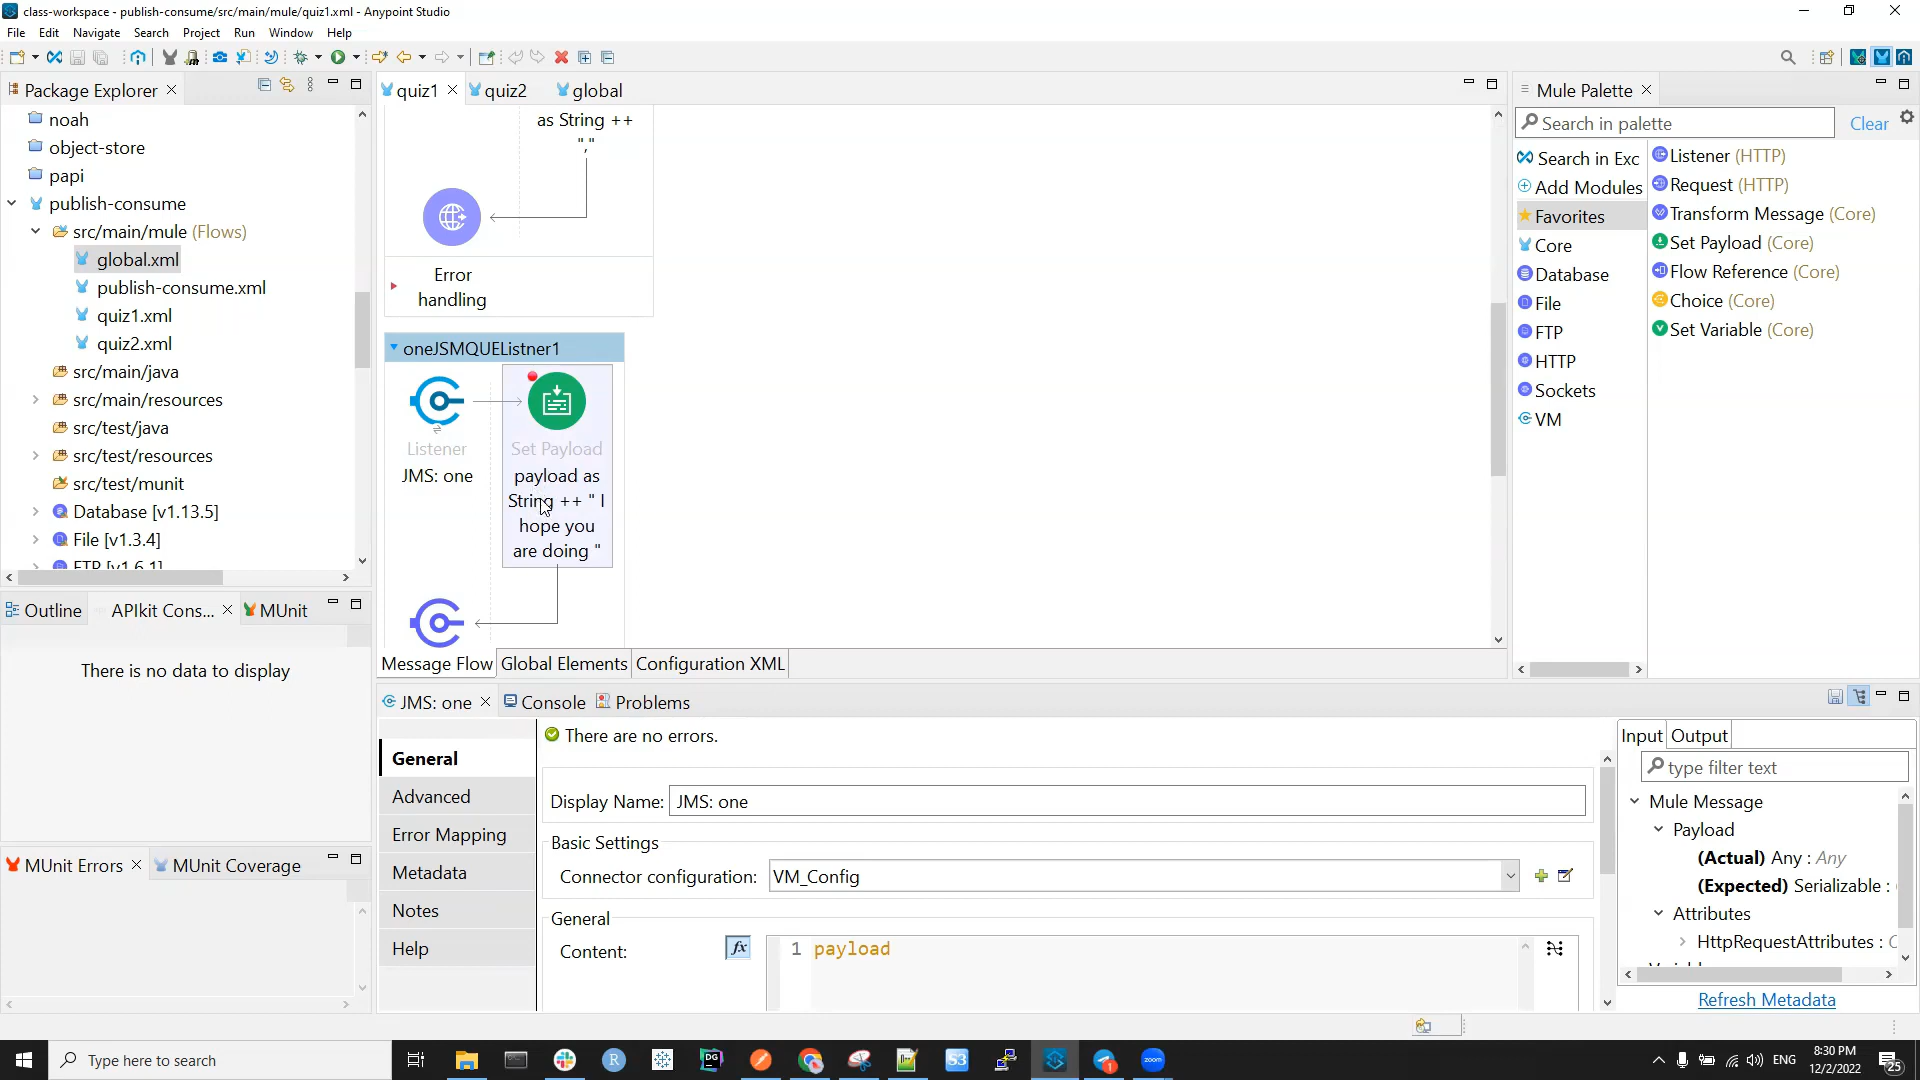 class-workspace - publish-consume/src/main/mule/quiz1.xml - Anypoint Studio
File Edit Navigate Search Project Run Window Help
Package Explorer
noah
object-store
papi
publish-consume
src/main/mule (Flows)
global.xml
publish-consume.xml
quiz1.xml
quiz2.xml
src/main/java
src/main/resources
src/test/java
src/test/resources
src/test/munit
Database [v1.13.5]
File [v1.3.4]
FTP [v1.6.1]
Outline APIkit Cons... MUnit
There is no data to display
MUnit Errors MUnit Coverage
quiz1 quiz2 global
as String ++
","
Error
handling
oneJSMQUEListner1
Listener
JMS: one
Set Payload
payload as
String ++ " I
hope you
are doing "
Message Flow Global Elements Configuration XML
Mule Palette
Search in palette
Clear
Search in Exc
Add Modules
Favorites
Core
Database
File
FTP
HTTP
Sockets
VM
Listener (HTTP)
Request (HTTP)
Transform Message (Core)
Set Payload (Core)
Flow Reference (Core)
Choice (Core)
Set Variable (Core)
JMS: one Console Problems
General
Advanced
Error Mapping
Metadata
Notes
Help
There are no errors.
Display Name: JMS: one
Basic Settings
Connector configuration: VM_Config
General
Content: fx 1 payload
Input Output
type filter text
Mule Message
Payload
(Actual) Any : Any
(Expected) Serializable :
Attributes
HttpRequestAttributes :
Refresh Metadata
Type here to search
R
DG
S3
zoom
1
ENG
8:30 PM
12/2/2022
25